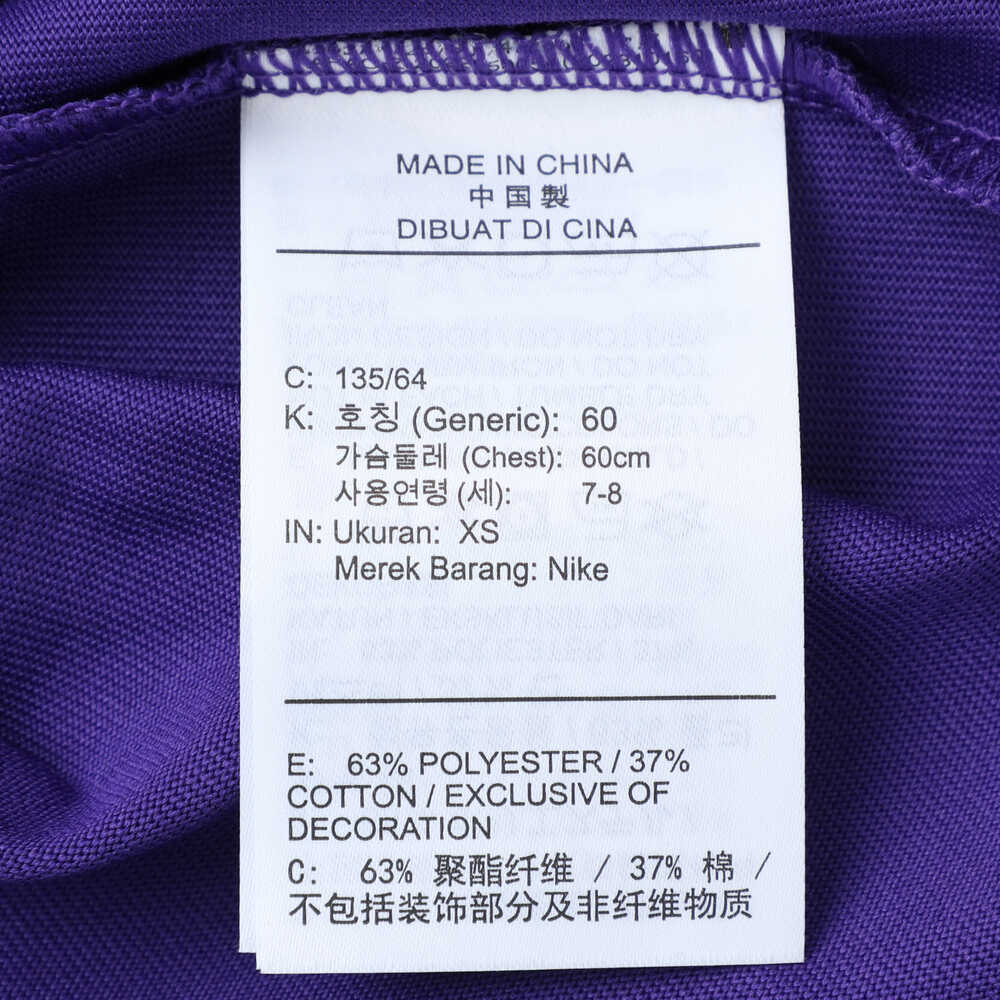 MADE IN CHINA
中国製
DIBUAT DI CINA
C: 135/64
K: 호칭 (Generic): 60
가슴둘레 (Chest): 60cm
사용연령 (세): 7-8
IN: Ukuran: XS
Merek Barang: Nike
E: 63% POLYESTER / 37%
COTTON / EXCLUSIVE OF
DECORATION
C: 63% 聚酯纤维 / 37% 棉 /
不包括装饰部分及非纤维物质